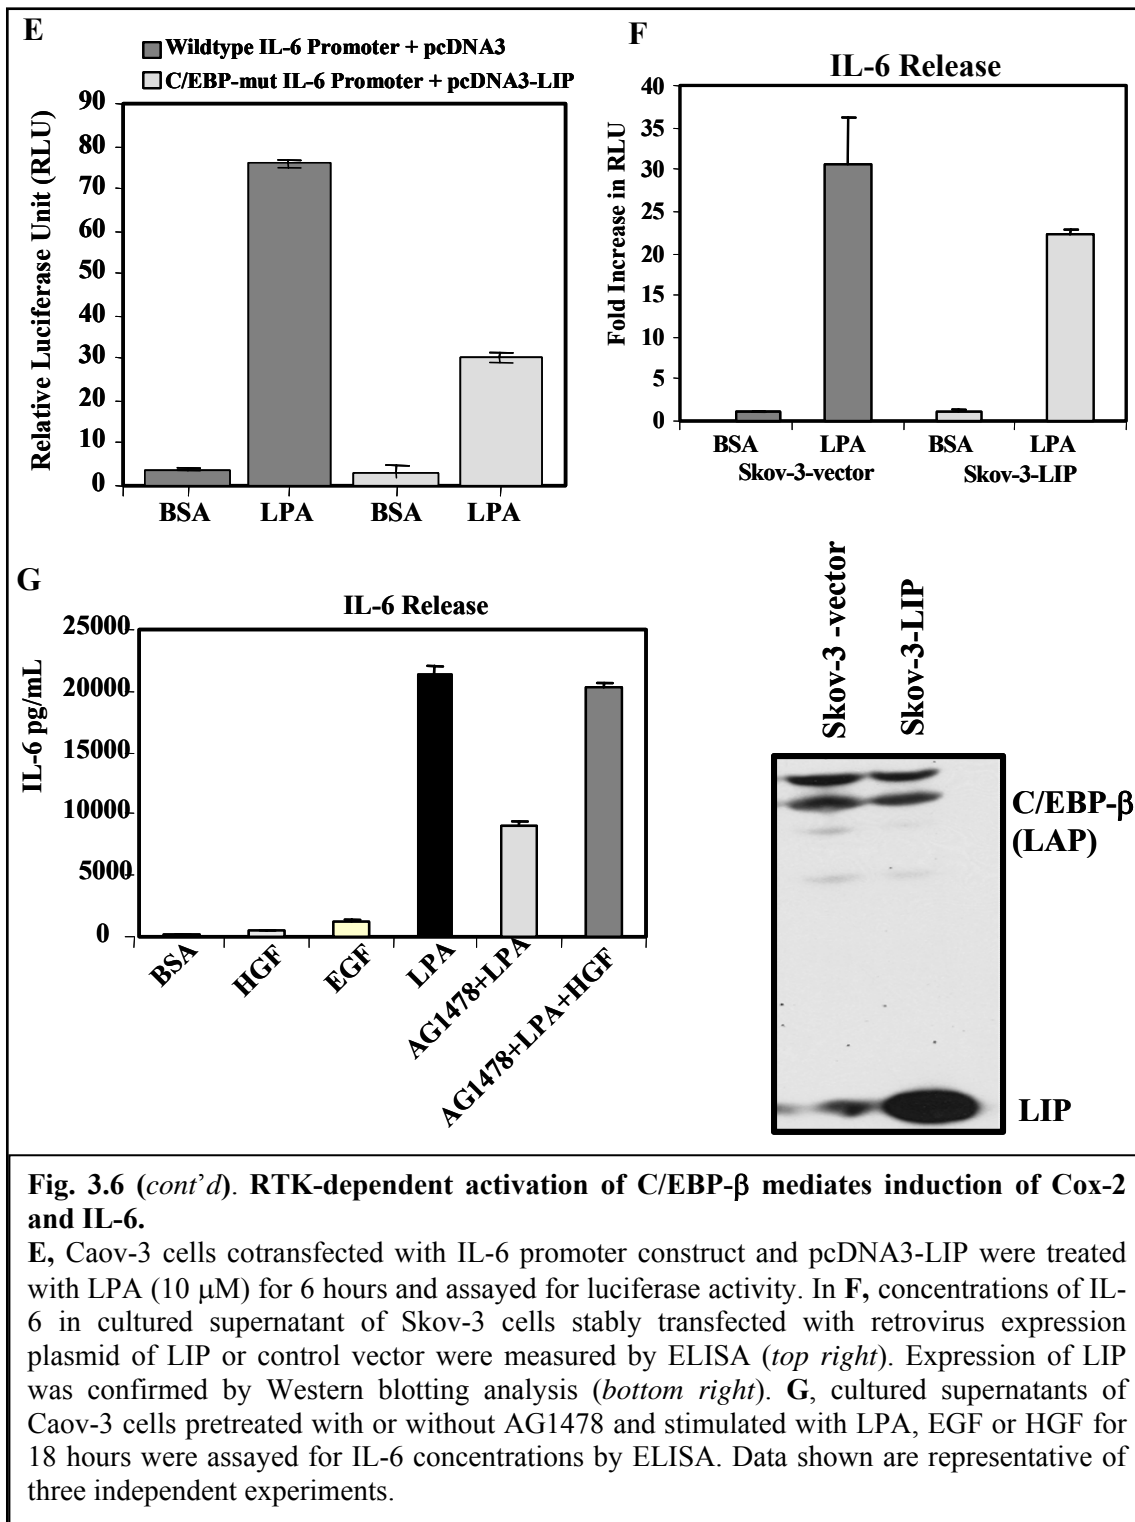 E
Wildtype IL-6 Promoter + pcDNA3
C/EBP-mut IL-6 Promoter + pcDNA3-LIP
90
80
70
60
50
40
30
20
10
0
Relative Luciferase Unit (RLU)
BSA LPA BSA LPA
F
IL-6 Release
40
35
30
25
20
15
10
5
0
Fold Increase in RLU
BSA LPA BSA LPA
Skov-3-vector Skov-3-LIP
G
IL-6 Release
25000
20000
15000
10000
5000
0
IL-6 pg/mL
BSA
HGF
EGF
LPA
AG1478+LPA
AG1478+LPA+HGF
Skov-3 -vector
Skov-3-LIP
C/EBP-β
(LAP)
LIP
Fig. 3.6 (cont'd). RTK-dependent activation of C/EBP-β mediates induction of Cox-2
and IL-6.
E, Caov-3 cells cotransfected with IL-6 promoter construct and pcDNA3-LIP were treated
with LPA (10 μM) for 6 hours and assayed for luciferase activity. In F, concentrations of IL-
6 in cultured supernatant of Skov-3 cells stably transfected with retrovirus expression
plasmid of LIP or control vector were measured by ELISA (top right). Expression of LIP
was confirmed by Western blotting analysis (bottom right). G, cultured supernatants of
Caov-3 cells pretreated with or without AG1478 and stimulated with LPA, EGF or HGF for
18 hours were assayed for IL-6 concentrations by ELISA. Data shown are representative of
three independent experiments.